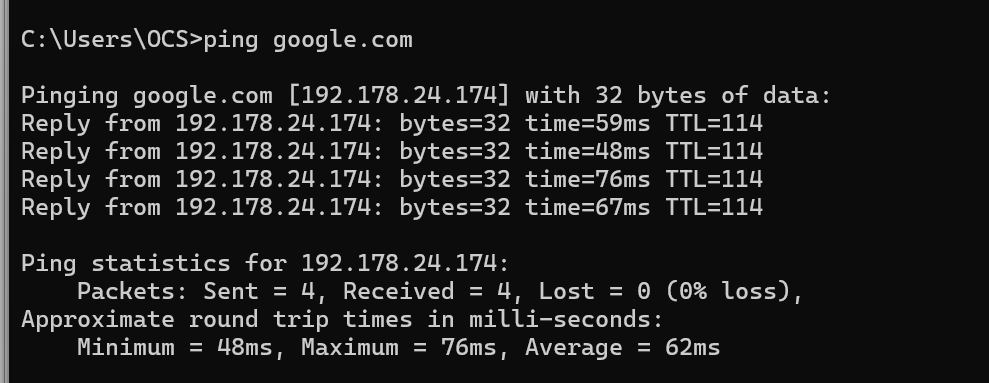 C:\Users\OCS>ping google.com
Pinging google.com [192.178.24.174] with 32 bytes of data:
Reply from 192.178.24.174: bytes=32 time=59ms TTL=114
Reply from 192.178.24.174: bytes=32 time=48ms TTL=114
Reply from 192.178.24.174: bytes=32 time=76ms TTL=114
Reply from 192.178.24.174: bytes=32 time=67ms TTL=114
Ping statistics for 192.178.24.174:
    Packets: Sent = 4, Received = 4, Lost = 0 (0% loss),
Approximate round trip times in milli-seconds:
    Minimum = 48ms, Maximum = 76ms, Average = 62ms